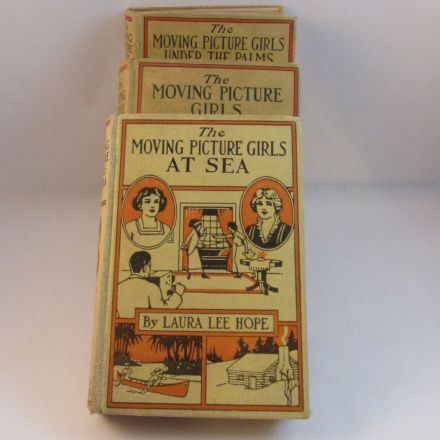 The
MOVING PICTURE GIRLS
UNDER THE PALMS
The
MOVING PICTURE
GIRLS
The
MOVING PICTURE GIRLS
AT SEA
By LAURA LEE HOPE